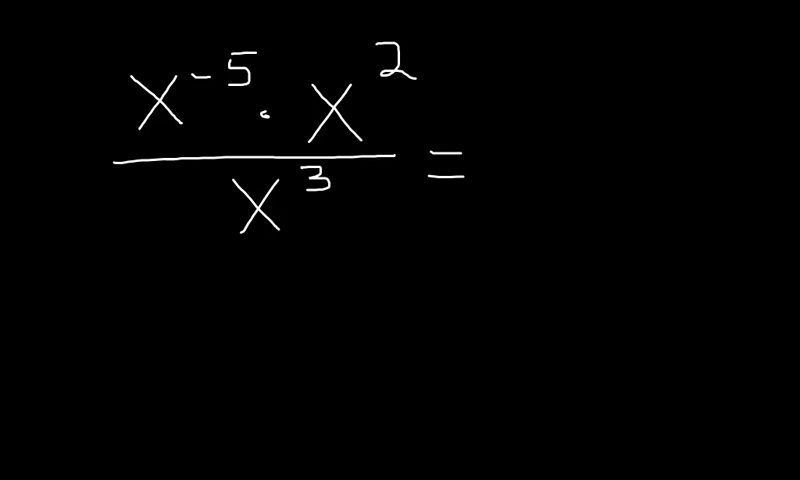 x⁻⁵ · x²
x³ =